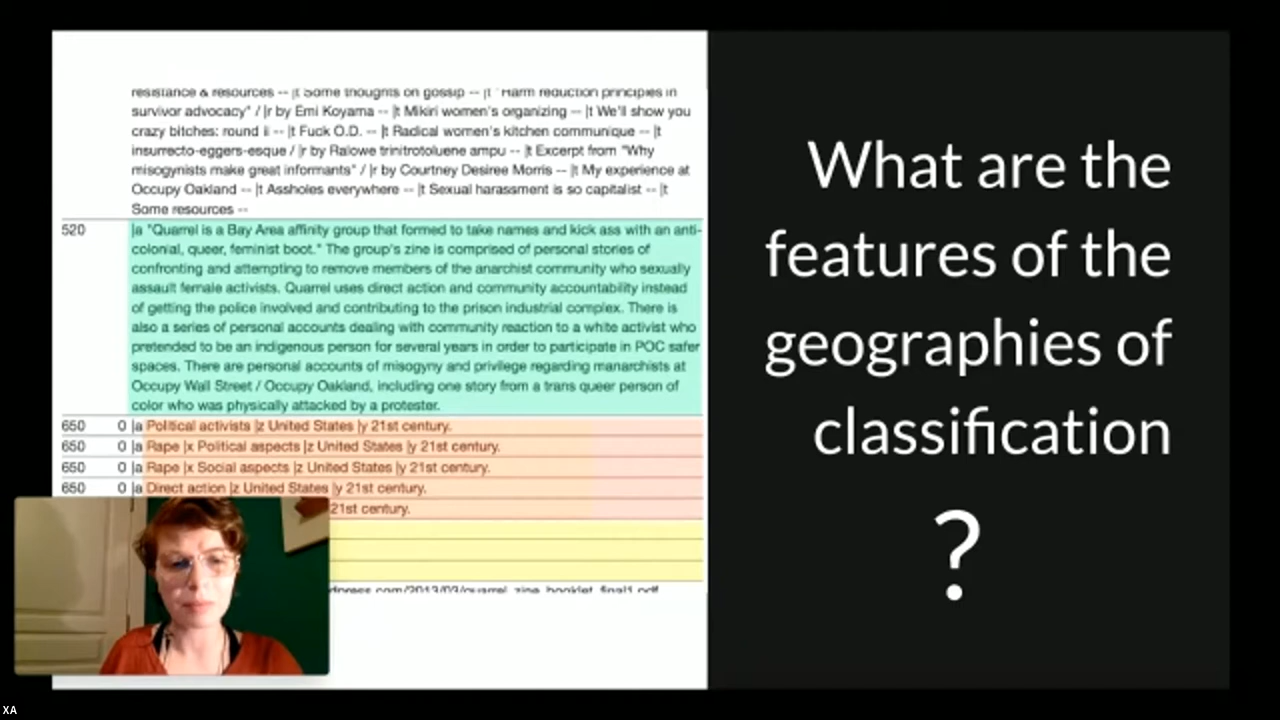 resistance & resources -- |t Some thoughts on gossip -- |t "Harm reduction principles in
survivor advocacy" / |r by Emi Koyama -- |t Mikiri women's organizing -- |t We'll show you
crazy bitches: round ii -- |t Fuck O.D. -- |t Radical women's kitchen communique -- |t
insurrecto-eggers-esque / |r by Ralowe trinitrotoluene ampu -- |t Excerpt from "Why
misogynists make great informants" / |r by Courtney Desiree Morris -- |t My experience at
Occupy Oakland -- |t Assholes everywhere -- |t Sexual harassment is so capitalist -- |t
Some resources --
520 |a "Quarrel is a Bay Area affinity group that formed to take names and kick ass with an anti-
colonial, queer, feminist boot." The group's zine is comprised of personal stories of
confronting and attempting to remove members of the anarchist community who sexually
assault female activists. Quarrel uses direct action and community accountability instead
of getting the police involved and contributing to the prison industrial complex. There is
also a series of personal accounts dealing with community reaction to a white activist who
pretended to be an indigenous person for several years in order to participate in POC safer
spaces. There are personal accounts of misogyny and privilege regarding manarchists at
Occupy Wall Street / Occupy Oakland, including one story from a trans queer person of
color who was physically attacked by a protester.
650 0 |a Political activists |z United States |y 21st century.
650 0 |a Rape |x Political aspects |z United States |y 21st century.
650 0 |a Rape |x Social aspects |z United States |y 21st century.
650 0 |a Direct action |z United States |y 21st century.
21st century.
dpress.com/2013/03/quarrel_zine_booklet_final1.pdf
What are the
features of the
geographies of
classification
?
XA